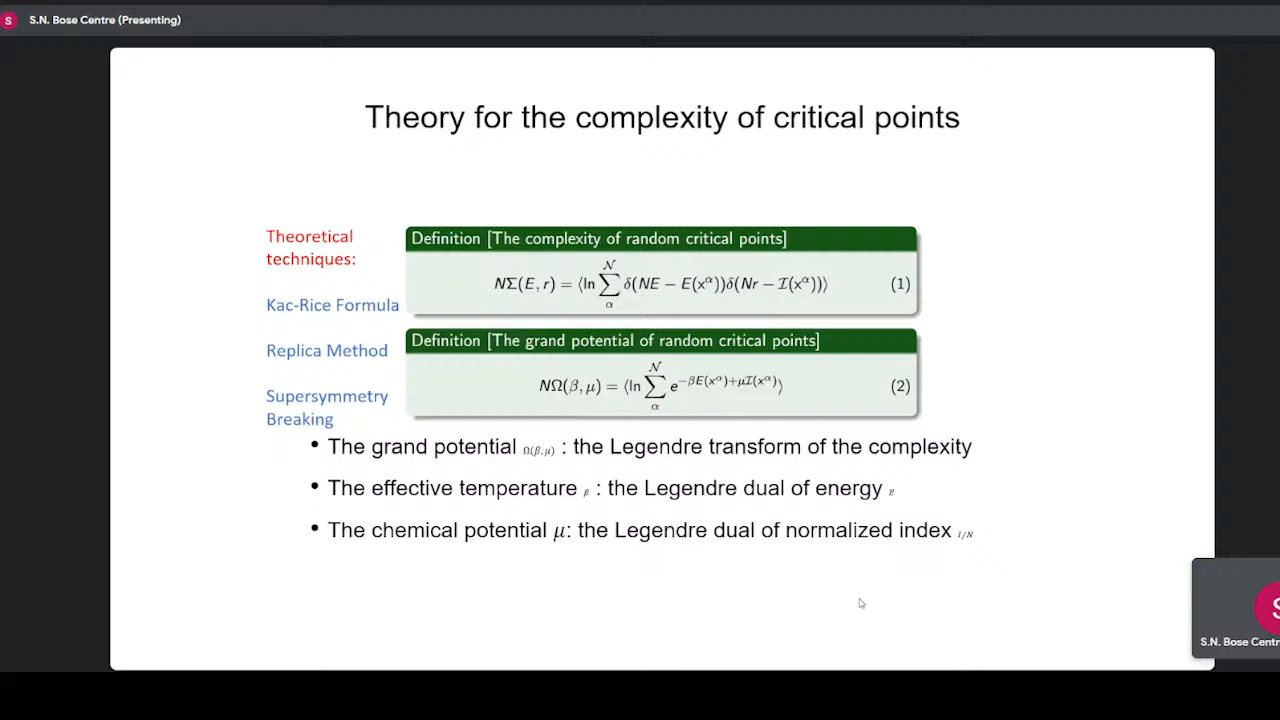 S
S.N. Bose Centre (Presenting)
Theory for the complexity of critical points
Theoretical
techniques:
Kac-Rice Formula
Replica Method
Supersymmetry
Breaking
Definition [The complexity of random critical points]
NΣ(E, r) = ⟨ln ∑_α^𝒩 δ(NE − E(x^α))δ(Nr − ℐ(x^α))⟩ (1)
Definition [The grand potential of random critical points]
NΩ(β, μ) = ⟨ln ∑_α^𝒩 e^{−βE(x^α)+μℐ(x^α)}⟩ (2)
• The grand potential Ω(β,μ) : the Legendre transform of the complexity
• The effective temperature β : the Legendre dual of energy E
• The chemical potential μ: the Legendre dual of normalized index I/N
S
S.N. Bose Centr